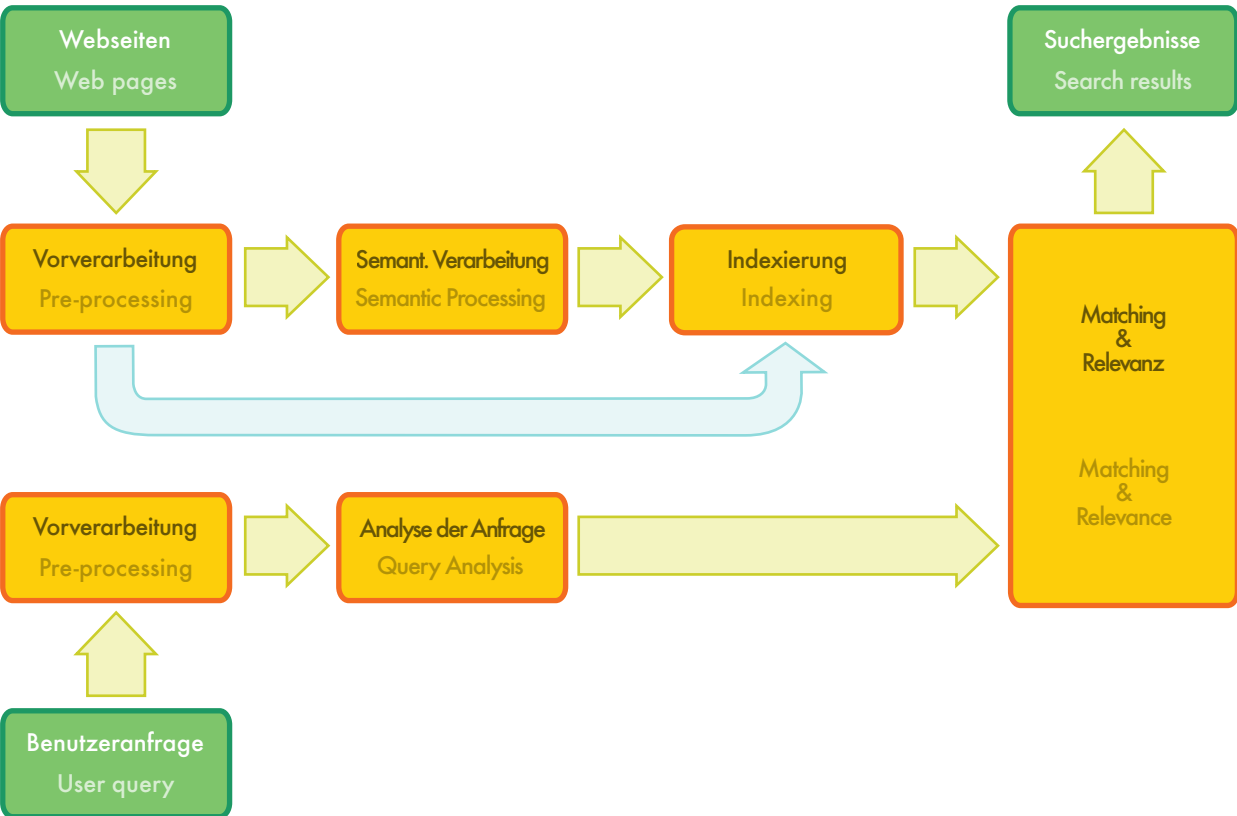 Webseiten
Web pages
Suchergebnisse
Search results
Vorverarbeitung
Pre-processing
Semant. Verarbeitung
Semantic Processing
Indexierung
Indexing
Matching
&
Relevanz
Matching
&
Relevance
Vorverarbeitung
Pre-processing
Analyse der Anfrage
Query Analysis
Benutzeranfrage
User query